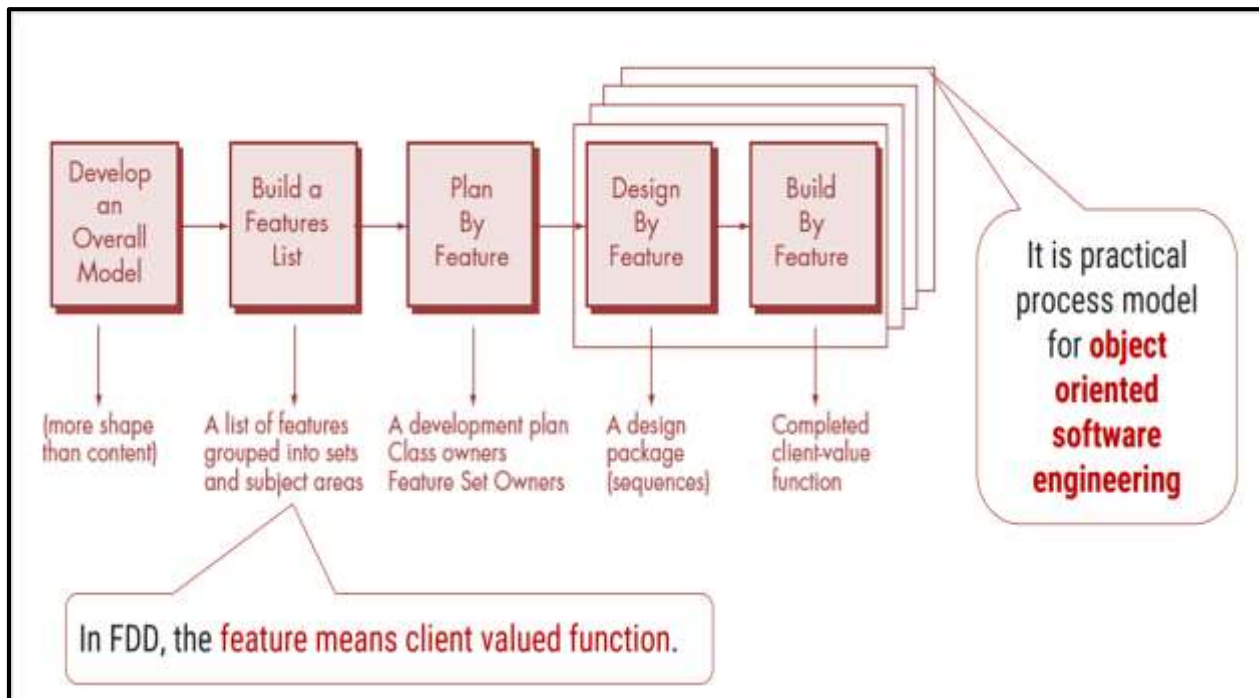 Develop
an
Overall
Model
Build a
Features
List
Plan
By
Feature
Design
By
Feature
Build
By
Feature
(more shape
than content)
A list of features
grouped into sets
and subject areas
A development plan
Class owners
Feature Set Owners
A design
package
(sequences)
Completed
client-value
function
It is practical
process model
for object
oriented
software
engineering
In FDD, the feature means client valued function.